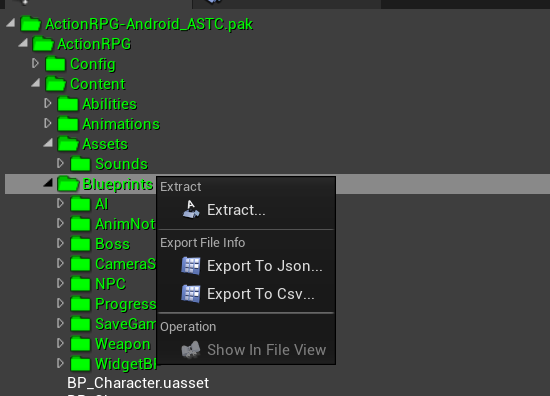 ActionRPG-Android_ASTC.pak
ActionRPG
Config
Content
Abilities
Animations
Assets
Sounds
Blueprints
Extract
AI
Extract...
AnimNot
Boss
Export File Info
CameraS
Export To Json...
NPC
Export To Csv...
Progress
SaveGam
Operation
Weapon
Show In File View
WidgetBP
BP_Character.uasset